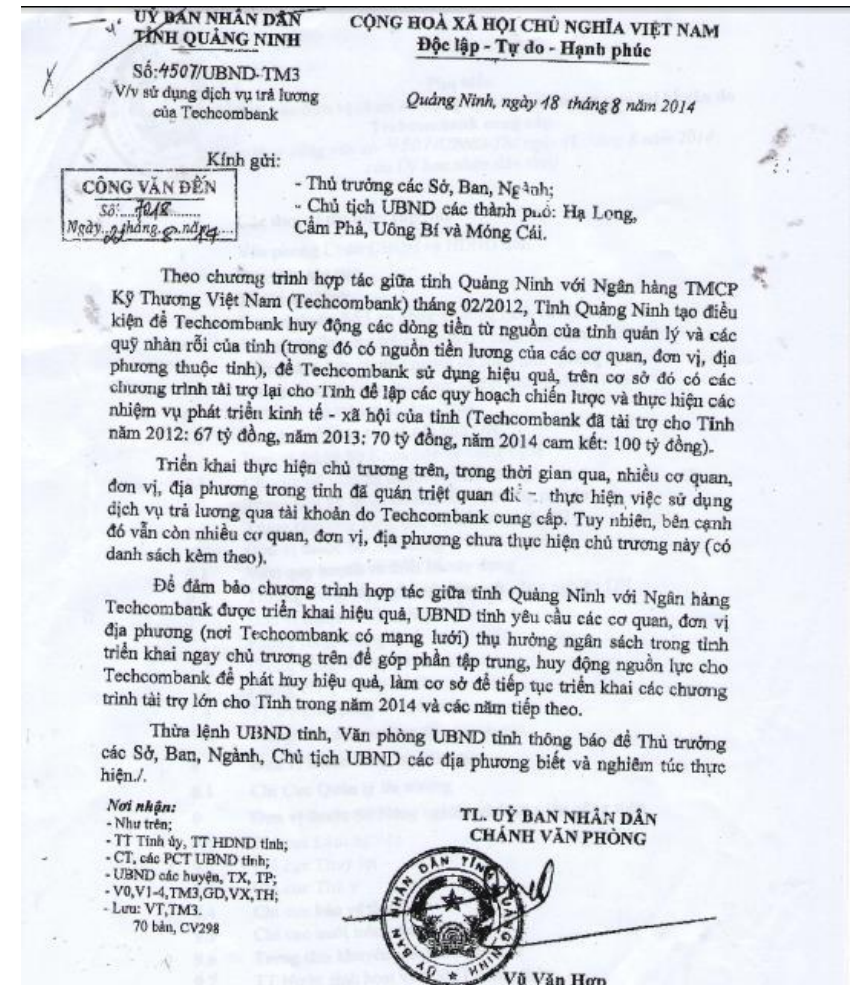 UỶ BAN NHÂN DÂN
TỈNH QUẢNG NINH
CỘNG HOÀ XÃ HỘI CHỦ NGHĨA VIỆT NAM
Độc lập - Tự do - Hạnh phúc
Số:4507/UBND-TM3
V/v sử dụng dịch vụ trả lương
của Techcombank
Quảng Ninh, ngày 18 tháng 8 năm 2014
Kính gửi:
CÔNG VĂN ĐẾN
Số: 7018
Ngày 21 tháng 8 năm 14
- Thủ trưởng các Sở, Ban, Ngành;
- Chủ tịch UBND các thành phố: Hạ Long,
Cẩm Phả, Uông Bí và Móng Cái.
Theo chương trình hợp tác giữa tỉnh Quảng Ninh với Ngân hàng TMCP
Kỹ Thương Việt Nam (Techcombank) tháng 02/2012, Tỉnh Quảng Ninh tạo điều
kiện để Techcombank huy động các dòng tiền từ nguồn của tỉnh quản lý và các
quỹ nhàn rỗi của tỉnh (trong đó có nguồn tiền lương của các cơ quan, đơn vị, địa
phương thuộc tỉnh), để Techcombank sử dụng hiệu quả, trên cơ sở đó có các
chương trình tài trợ lại cho Tỉnh để lập các quy hoạch chiến lược và thực hiện các
nhiệm vụ phát triển kinh tế - xã hội của tỉnh (Techcombank đã tài trợ cho Tỉnh
năm 2012: 67 tỷ đồng, năm 2013: 70 tỷ đồng, năm 2014 cam kết: 100 tỷ đồng).
Triển khai thực hiện chủ trương trên, trong thời gian qua, nhiều cơ quan,
đơn vị, địa phương trong tỉnh đã quán triệt quan thực hiện việc sử dụng
dịch vụ trả lương qua tài khoản do Techcombank cung cấp. Tuy nhiên, bên cạnh
đó vẫn còn nhiều cơ quan, đơn vị, địa phương chưa thực hiện chủ trương này (có
danh sách kèm theo).
Để đảm bảo chương trình hợp tác giữa tỉnh Quảng Ninh với Ngân hàng
Techcombank được triển khai hiệu quả, UBND tỉnh yêu cầu các cơ quan, đơn vị
địa phương (nơi Techcombank có mạng lưới) thụ hưởng ngân sách trong tỉnh
triển khai ngay chủ trương trên để góp phần tập trung, huy động nguồn lực cho
Techcombank để phát huy hiệu quả, làm cơ sở để tiếp tục triển khai các chương
trình tài trợ lớn cho Tỉnh trong năm 2014 và các năm tiếp theo.
Thừa lệnh UBND tỉnh, Văn phòng UBND tỉnh thông báo để Thủ trưởng
các Sở, Ban, Ngành, Chủ tịch UBND các địa phương biết và nghiêm túc thực
hiện./.
Nơi nhận:
- Như trên;
- TT Tỉnh ủy, TT HDND tỉnh;
- CT, các PCT UBND tỉnh;
- UBND các huyện, TX, TP;
- V0,V1-4,TM3,GD,VX,TH;
- Lưu: VT,TM3.
70 bản, CV298
TL. UỶ BAN NHÂN DÂN
CHÁNH VĂN PHÒNG
ỦY BAN NHÂN DÂN TỈNH QUẢNG NINH
Vũ Văn Hợp